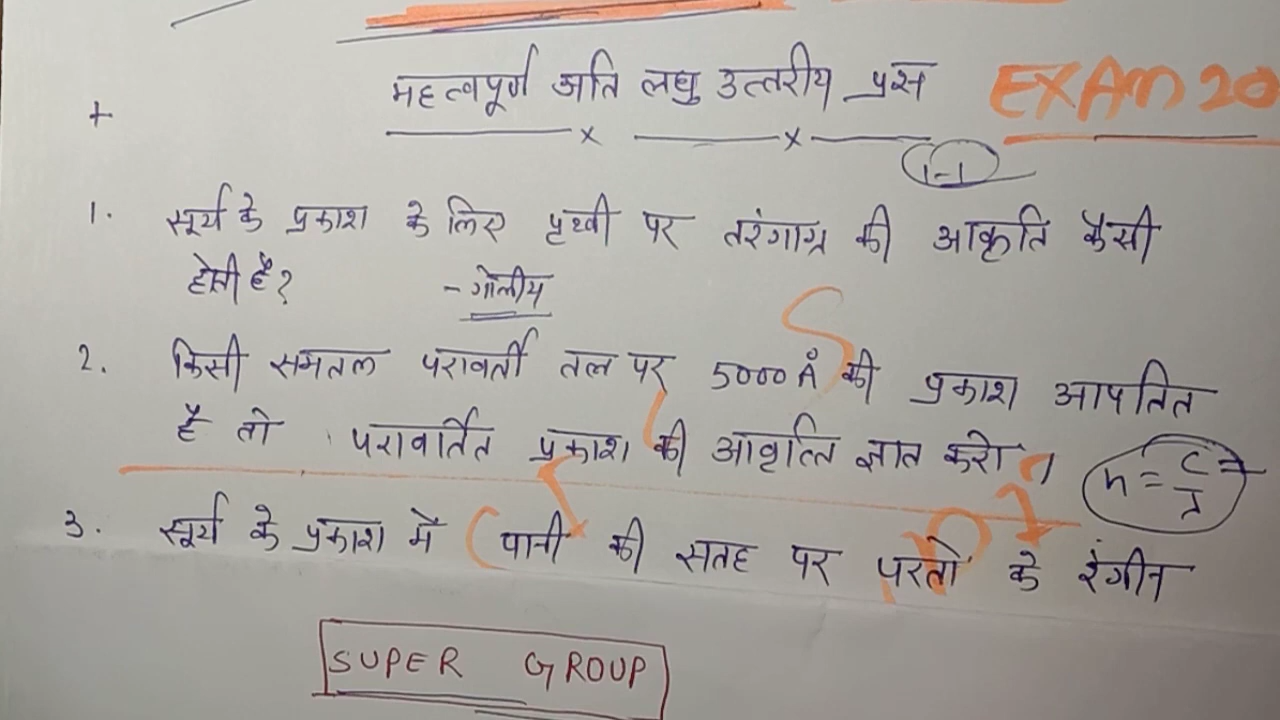 महत्वपूर्ण अति लघु उत्तरीय प्रश्न EXAM 20
1-1
1. सूर्य के प्रकाश के लिए पृथ्वी पर तरंगाग्र की आकृति कैसी
होती है? - गोलीय
2. किसी समतल परावर्ती तल पर 5000 Å की प्रकाश आपतित
है तो परावर्तित प्रकाश की आवृत्ति ज्ञात करो।
n = c/λ
3. सूर्य के प्रकाश में पानी की सतह पर परतो के रंगीन
SUPER GROUP